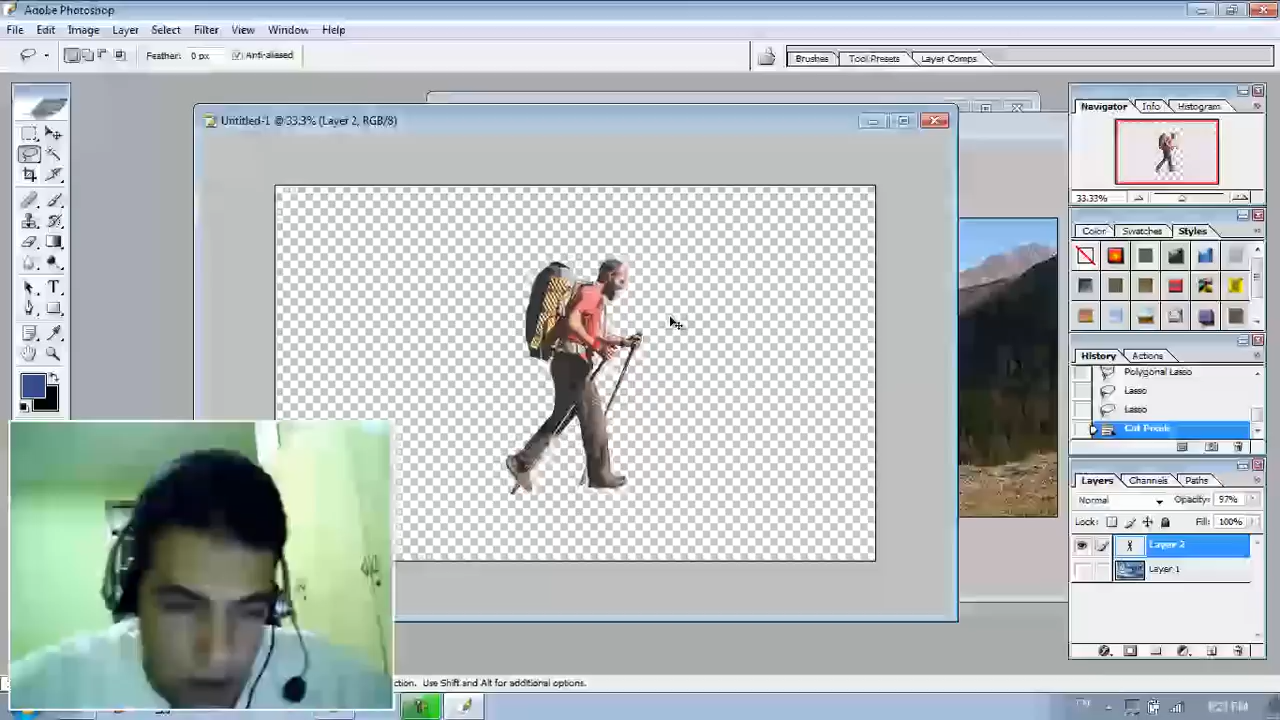 Adobe Photoshop
File Edit Image Layer Select Filter View Window Help
Feather: 0 px Anti-aliased Brushes Tool Presets Layer Comps
Untitled-1 @ 33.3% (Layer 2, RGB/8)
Navigator Info Histogram
33.33%
Color Swatches Styles
History Actions
Polygonal Lasso
Lasso
Lasso
Cut Pixels
Layers Channels Paths
Normal Opacity: 97%
Lock: Fill: 100%
Layer 2
Layer 1
ction. Use Shift and Alt for additional options.